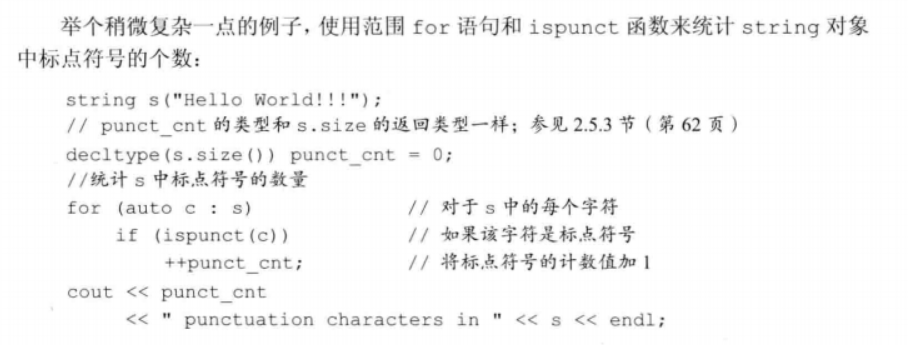 举个稍微复杂一点的例子，使用范围 for 语句和 ispunct 函数来统计 string 对象
中标点符号的个数：
string s("Hello World!!!");
// punct_cnt 的类型和 s.size 的返回类型一样；参见 2.5.3 节（第 62 页）
decltype(s.size()) punct_cnt = 0;
//统计 s 中标点符号的数量
for (auto c : s) // 对于 s 中的每个字符
if (ispunct(c)) // 如果该字符是标点符号
++punct_cnt; // 将标点符号的计数值加 1
cout << punct_cnt
<< " punctuation characters in " << s << endl;